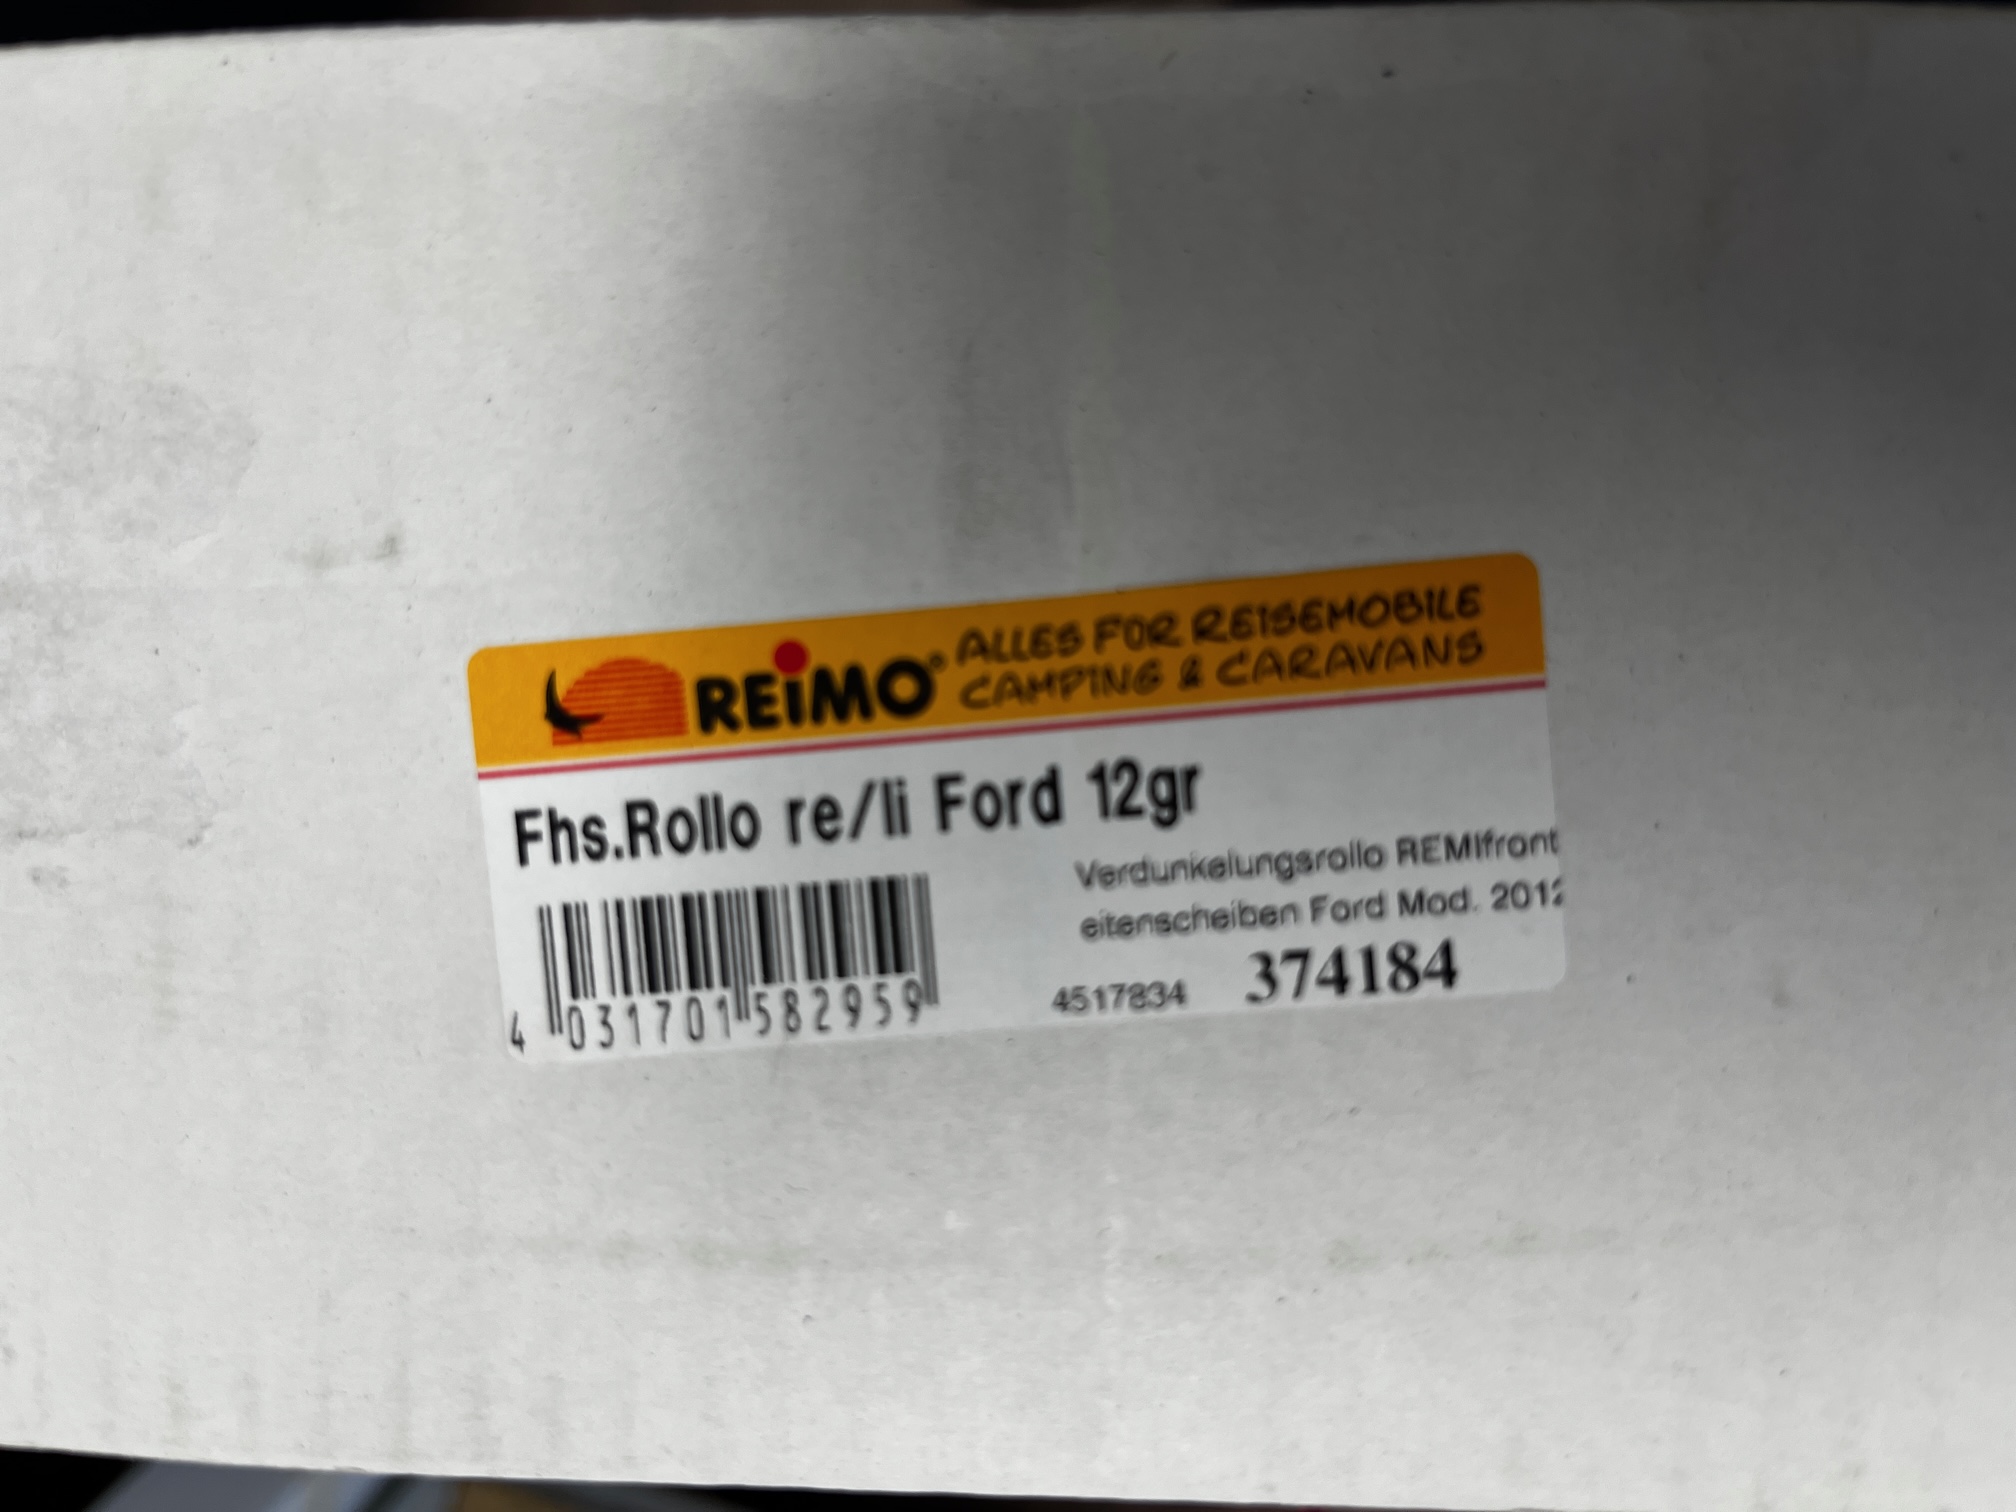 REiMO® ALLES FÜR REISEMOBILE
CAMPING & CARAVANS
Fhs.Rollo re/li Ford 12gr
Verdunkelungsrollo REMIfront
eitenscheiben Ford Mod. 2012
4517834 374184
4 031701 582959